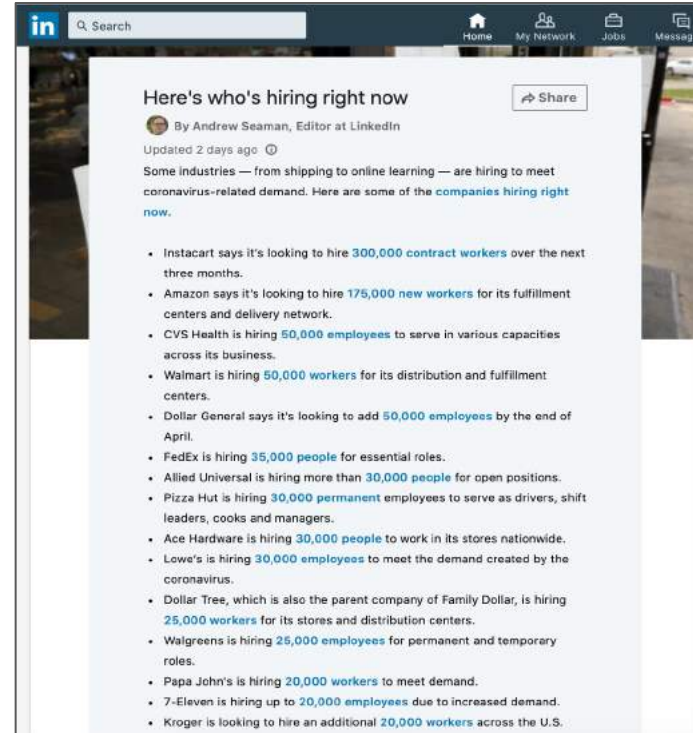 in
Search
Home
My Network
Jobs
Messag
Here's who's hiring right now
Share
By Andrew Seaman, Editor at LinkedIn
Updated 2 days ago
Some industries — from shipping to online learning — are hiring to meet
coronavirus-related demand. Here are some of the companies hiring right
now.
• Instacart says it's looking to hire 300,000 contract workers over the next
three months.
• Amazon says it's looking to hire 175,000 new workers for its fulfillment
centers and delivery network.
• CVS Health is hiring 50,000 employees to serve in various capacities
across its business.
• Walmart is hiring 50,000 workers for its distribution and fulfillment
centers.
• Dollar General says it's looking to add 50,000 employees by the end of
April.
• FedEx is hiring 35,000 people for essential roles.
• Allied Universal is hiring more than 30,000 people for open positions.
• Pizza Hut is hiring 30,000 permanent employees to serve as drivers, shift
leaders, cooks and managers.
• Ace Hardware is hiring 30,000 people to work in its stores nationwide.
• Lowe's is hiring 30,000 employees to meet the demand created by the
coronavirus.
• Dollar Tree, which is also the parent company of Family Dollar, is hiring
25,000 workers for its stores and distribution centers.
• Walgreens is hiring 25,000 employees for permanent and temporary
roles.
• Papa John's is hiring 20,000 workers to meet demand.
• 7-Eleven is hiring up to 20,000 employees due to increased demand.
• Kroger is looking to hire an additional 20,000 workers across the U.S.